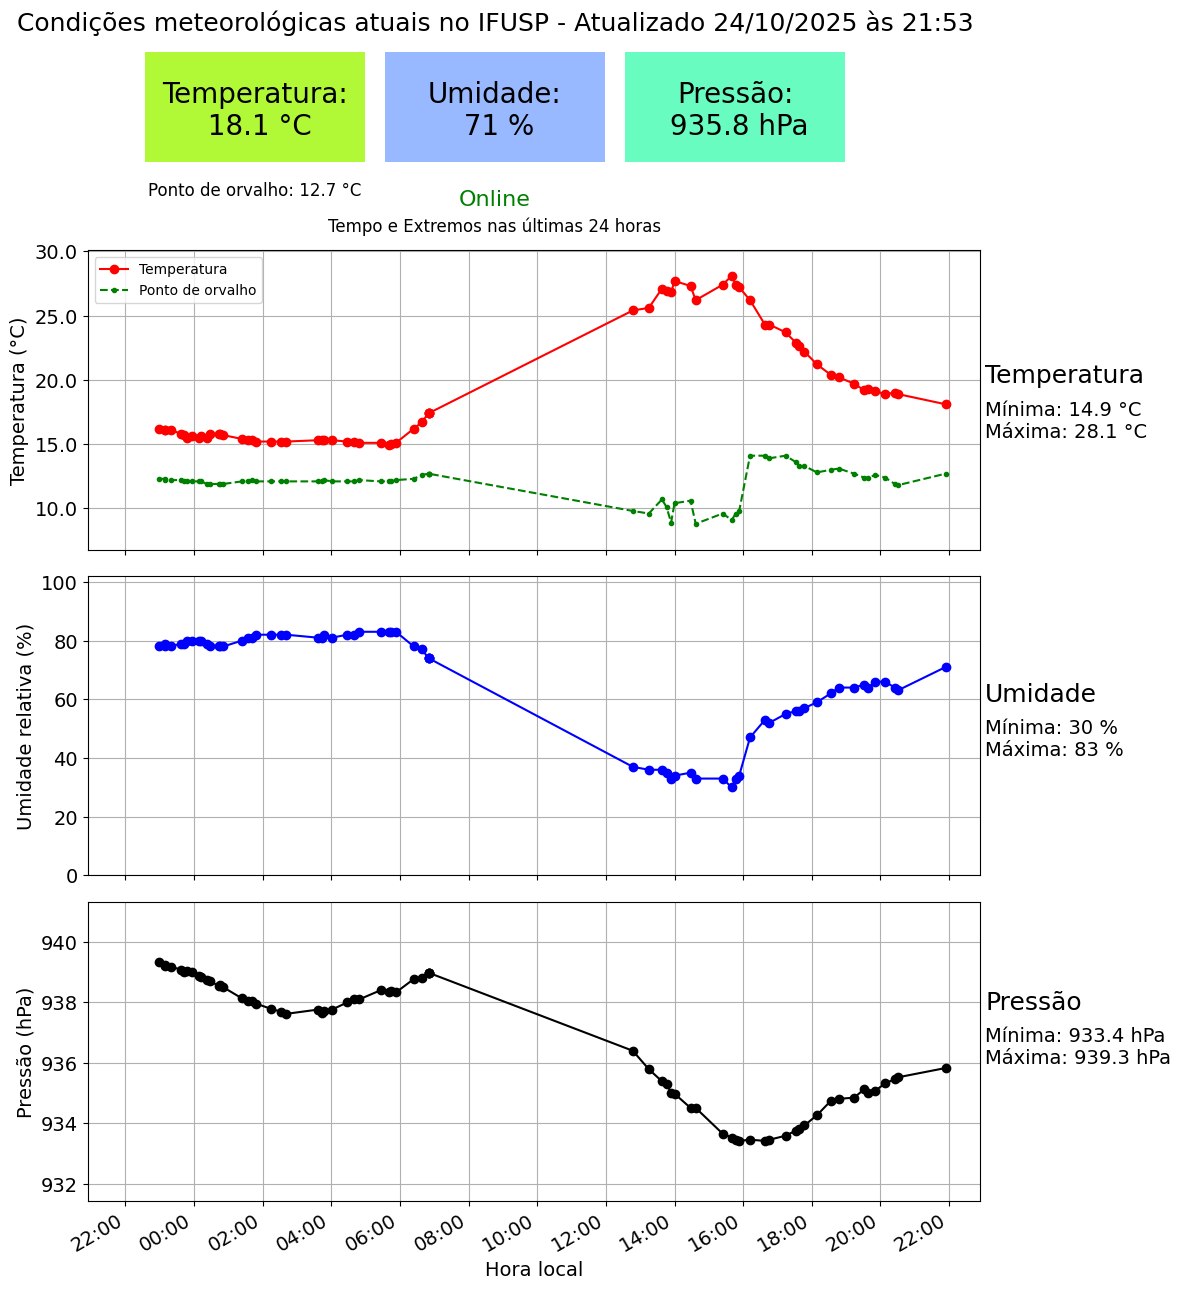 Condições meteorológicas atuais no IFUSP - Atualizado 24/10/2025 às 21:53
Temperatura:
18.1 °C
Umidade:
71 %
Pressão:
935.8 hPa
Ponto de orvalho: 12.7 °C
Online
Tempo e Extremos nas últimas 24 horas
Temperatura (°C)
30.0
25.0
20.0
15.0
10.0
Temperatura
Ponto de orvalho
Temperatura
Mínima: 14.9 °C
Máxima: 28.1 °C
Umidade relativa (%)
100
80
60
40
20
0
Umidade
Mínima: 30 %
Máxima: 83 %
Pressão (hPa)
940
938
936
934
932
Pressão
Mínima: 933.4 hPa
Máxima: 939.3 hPa
22:00 00:00 02:00 04:00 06:00 08:00 10:00 12:00 14:00 16:00 18:00 20:00 22:00
Hora local